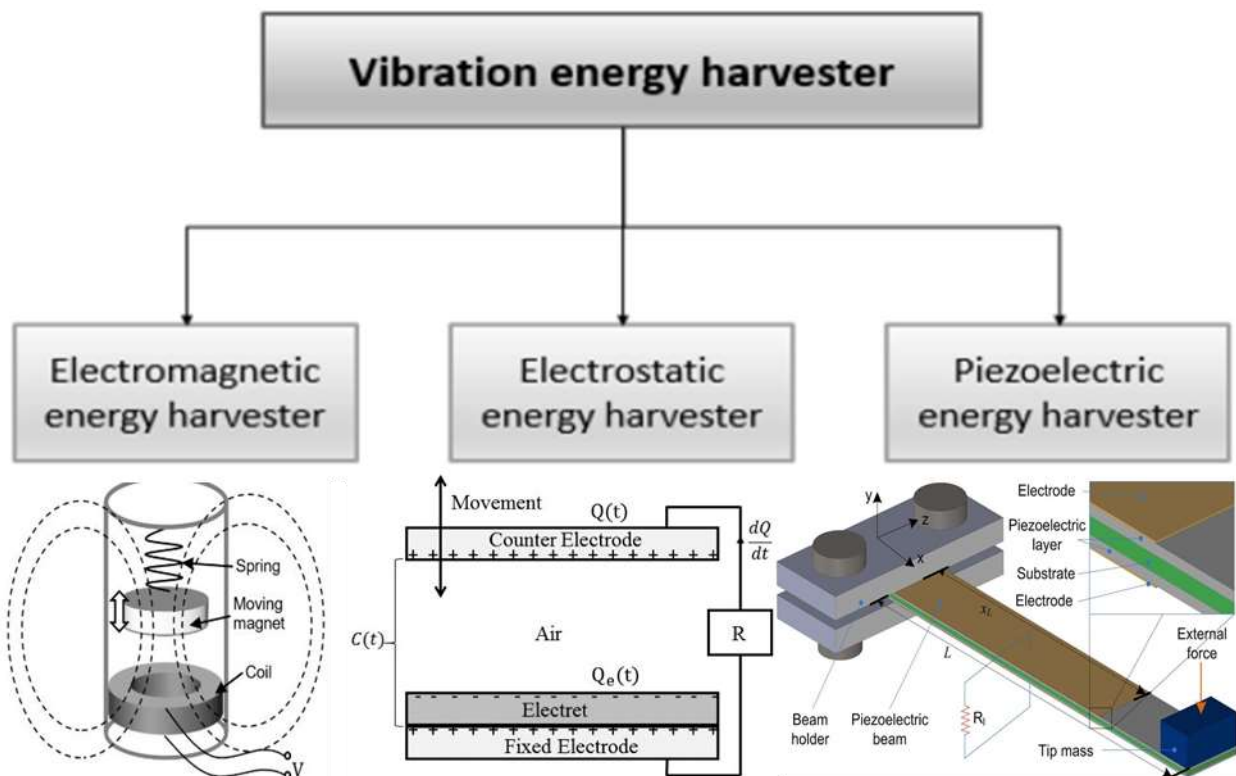 Vibration energy harvester
Electromagnetic
energy harvester
Electrostatic
energy harvester
Piezoelectric
energy harvester
Spring
Moving
magnet
Coil
V
Movement
Q(t)
Counter Electrode
dQ
dt
C(t)
Air
R
Qₑ(t)
Electret
Fixed Electrode
y
z
x
Electrode
Piezoelectric
layer
Substrate
Electrode
x_L
L
External
force
Beam
holder
Piezoelectric
beam
Rₗ
Tip mass